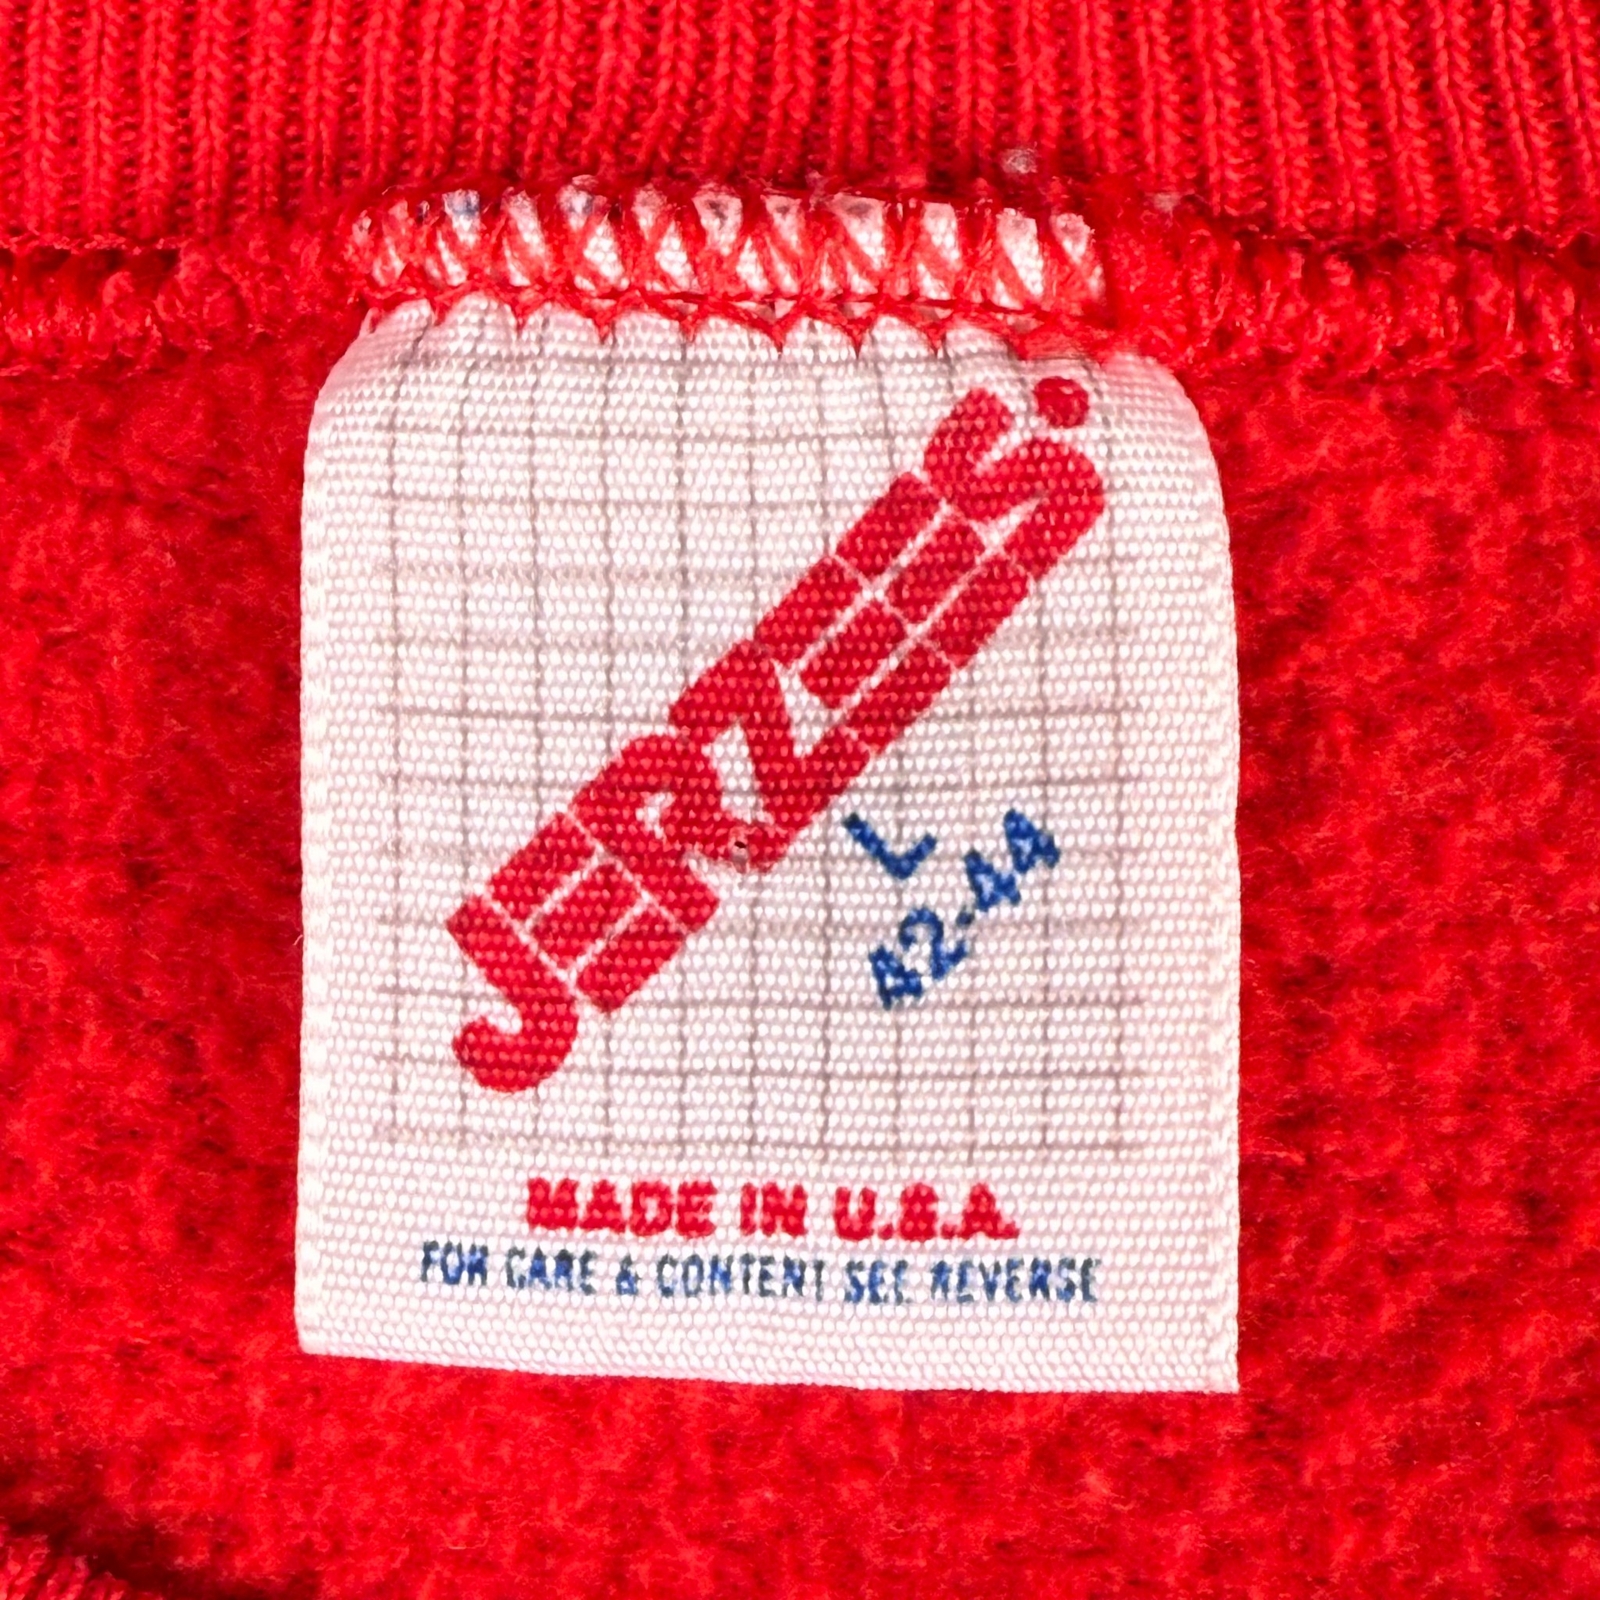 JERZEES.
L
42-44
MADE IN U.S.A.
FOR CARE & CONTENT SEE REVERSE